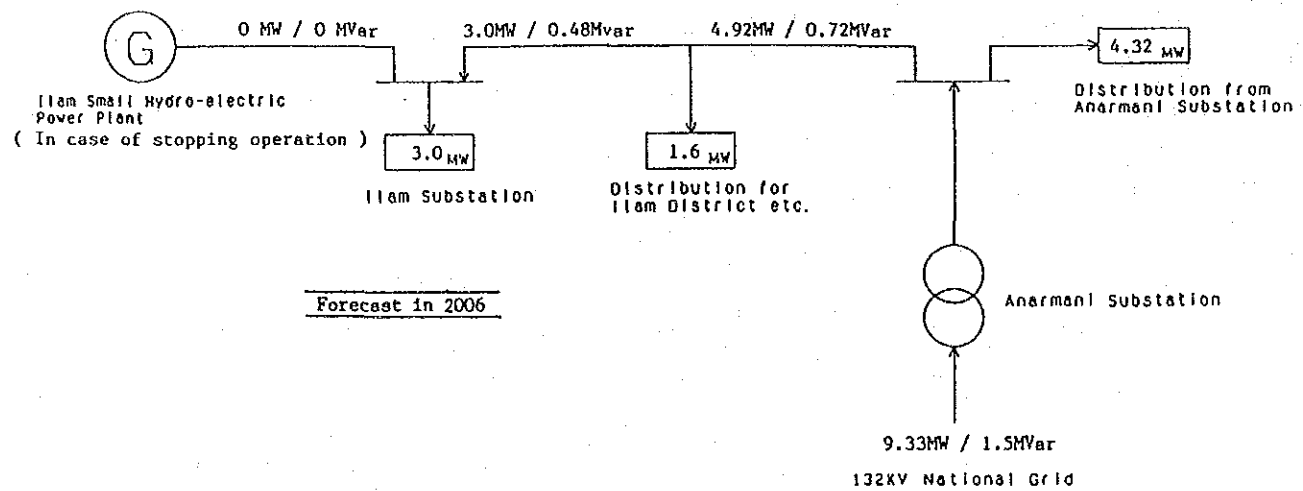 0 MW / 0 MVar
3.0MW / 0.48Mvar
4.92MW / 0.72MVar
G
4.32 MW
Ilam Small Hydro-electric
Power Plant
( In case of stopping operation )
Distribution from
Anarmani Substation
3.0 MW
1.6 MW
Ilam Substation
Distribution for
Ilam District etc.
Forecast in 2006
Anarmani Substation
9.33MW / 1.5MVar
132KV National Grid